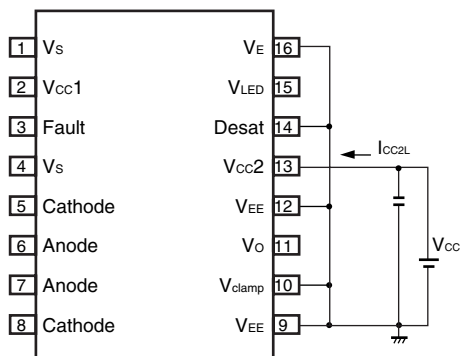 1 Vs VE 16
2 VCC1 VLED 15
3 Fault Desat 14
ICC2L
4 Vs VCC2 13
5 Cathode VEE 12
6 Anode VO 11
VCC
7 Anode Vclamp 10
8 Cathode VEE 9